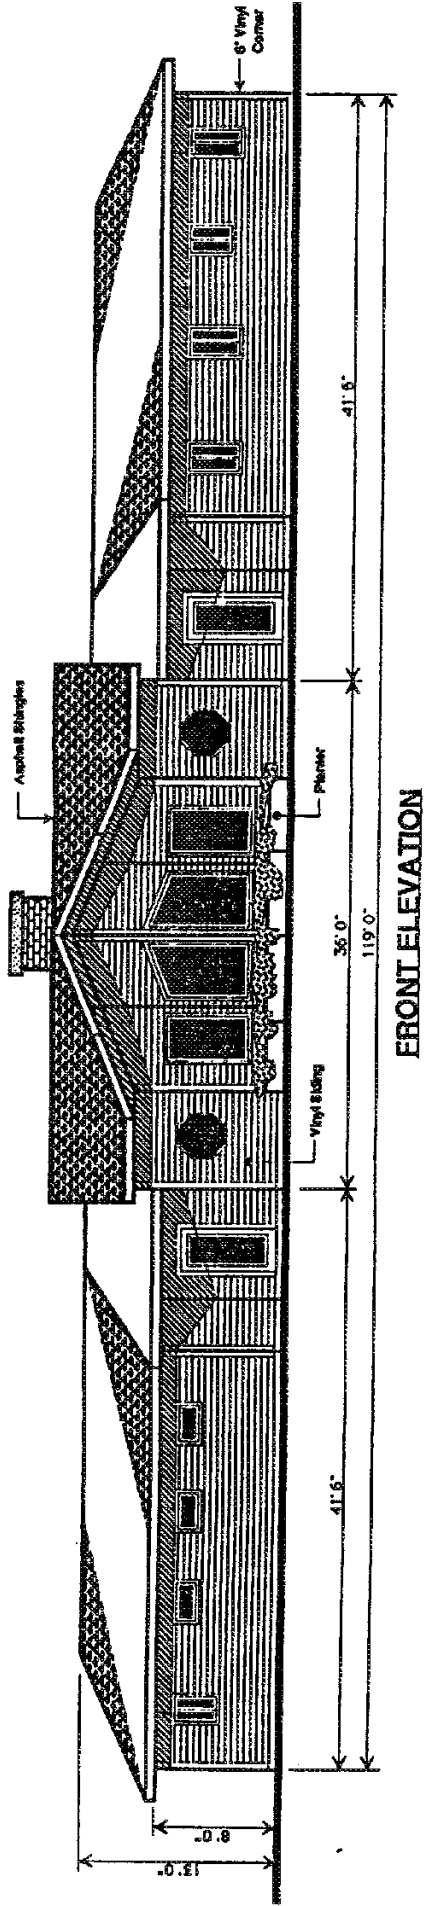 Asphalt Shingles
6" Vinyl
Corner
13'0"
8'0"
Vinyl Siding
Planter
41'6"
36'0"
41'6"
119'0"
FRONT ELEVATION